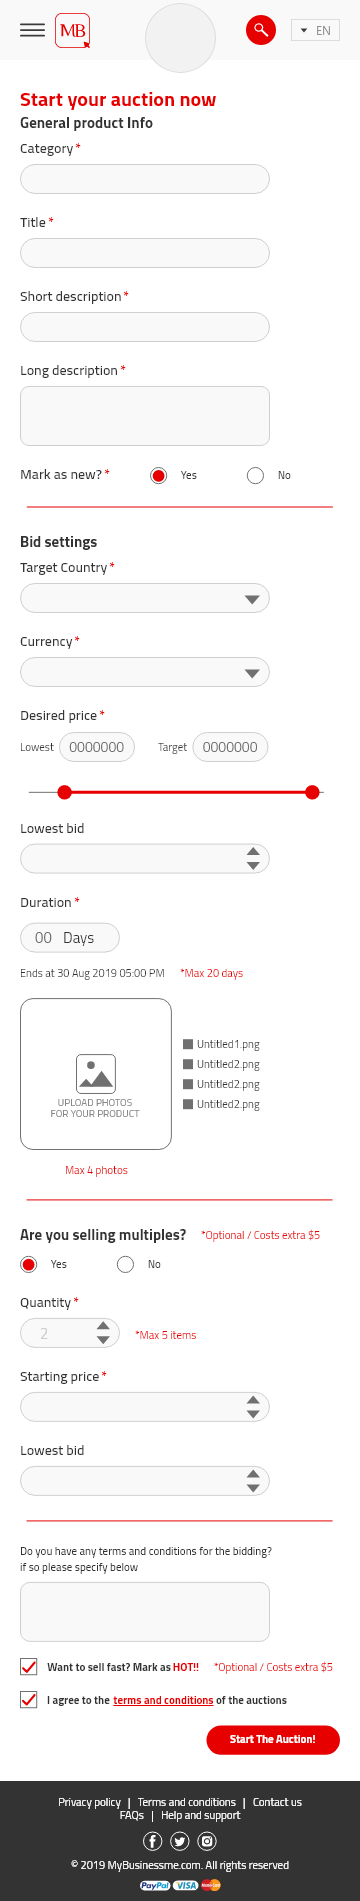 MB
EN
Start your auction now
General product Info
Category *
Title *
Short description *
Long description *
Mark as new? * Yes No
Bid settings
Target Country *
Currency *
Desired price *
Lowest 0000000 Target 0000000
Lowest bid
Duration *
00 Days
Ends at 30 Aug 2019 05:00 PM *Max 20 days
Untitled1.png
Untitled2.png
Untitled2.png
Untitled2.png
UPLOAD PHOTOS
FOR YOUR PRODUCT
Max 4 photos
Are you selling multiples? *Optional / Costs extra $5
Yes No
Quantity *
2 *Max 5 items
Starting price *
Lowest bid
Do you have any terms and conditions for the bidding?
if so please specify below
Want to sell fast? Mark as HOT!! *Optional / Costs extra $5
I agree to the terms and conditions of the auctions
Start The Auction!
Privacy policy | Terms and conditions | Contact us
FAQs | Help and support
© 2019 MyBusinessme.com. All rights reserved
PayPal VISA MasterCard